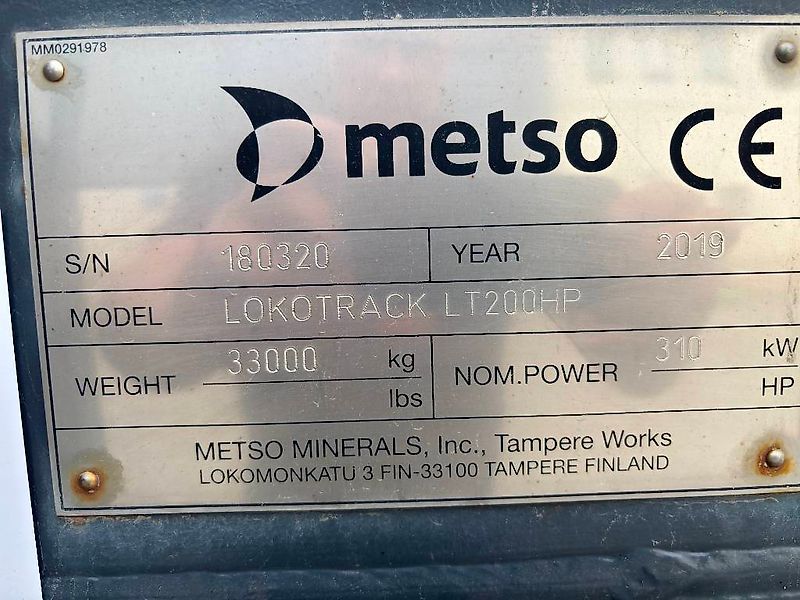 MM0291978
metso CE
S/N 180320 YEAR 2019
MODEL LOKOTRACK LT200HP
WEIGHT 33000 kg NOM.POWER 310 kW
lbs HP
METSO MINERALS, Inc., Tampere Works
LOKOMONKATU 3 FIN-33100 TAMPERE FINLAND